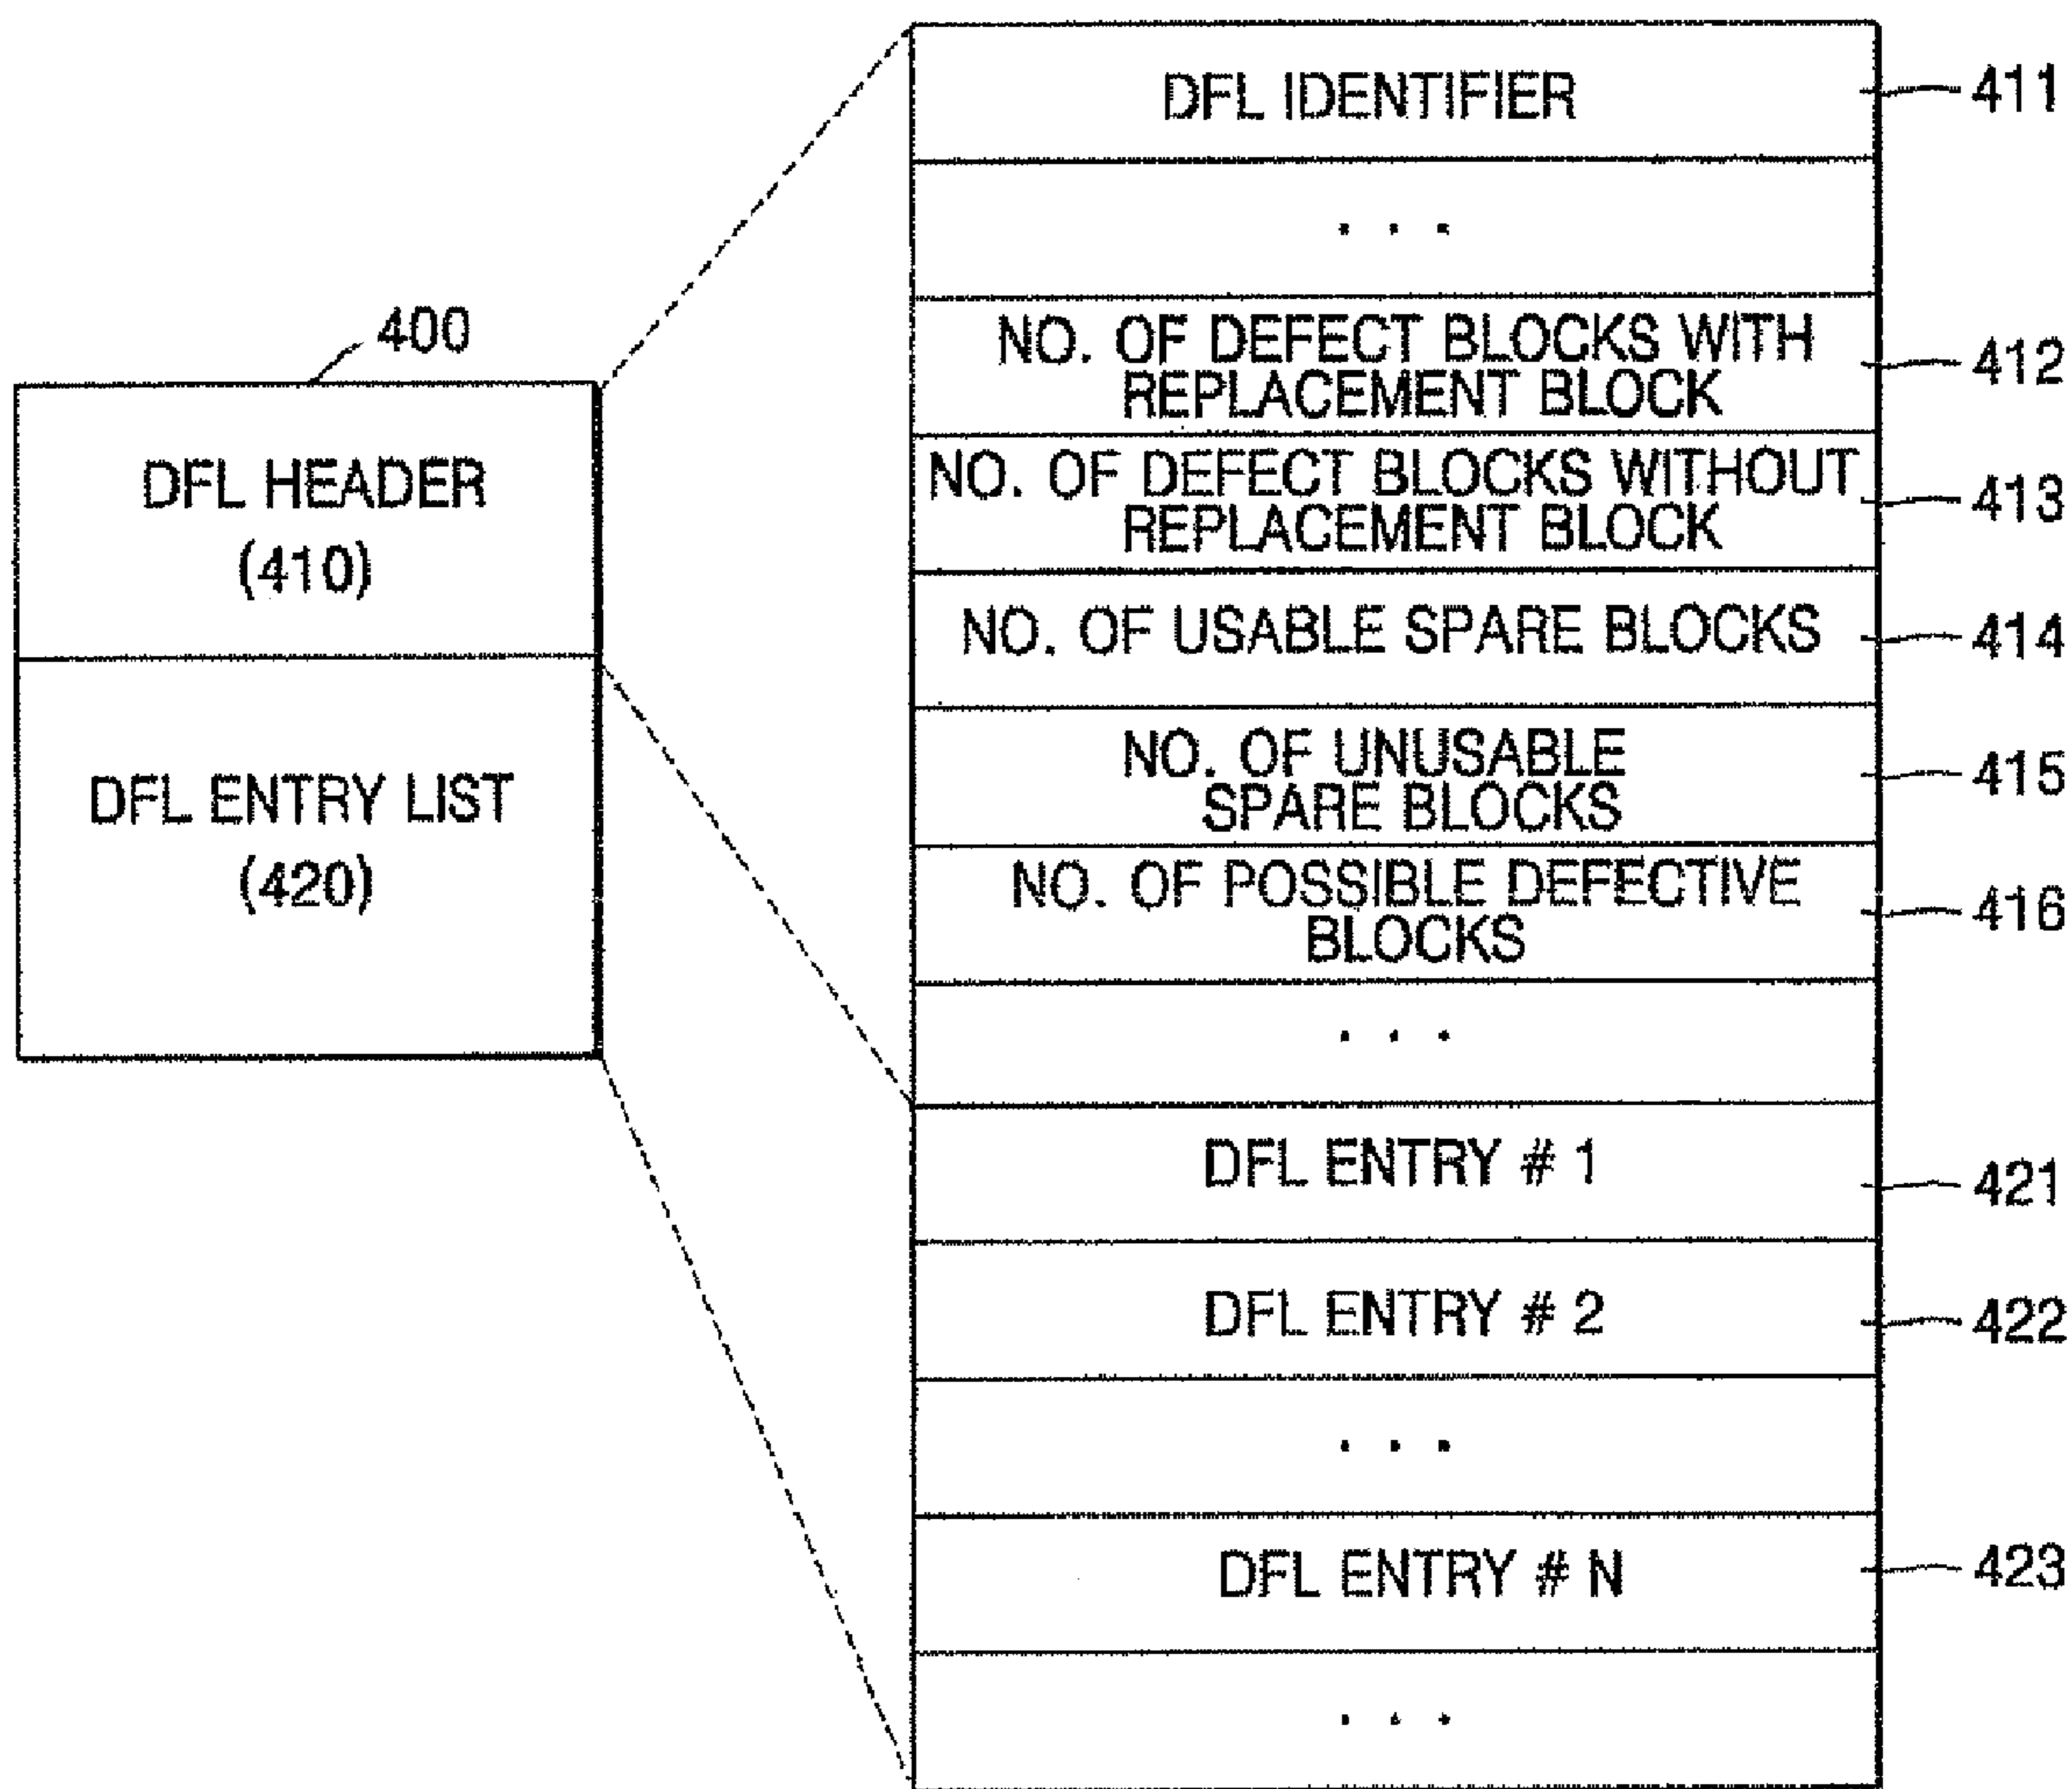 400
DFL HEADER
(410)
DFL ENTRY LIST
(420)
DFL IDENTIFIER
411
. . .
NO. OF DEFECT BLOCKS WITH
REPLACEMENT BLOCK
412
NO. OF DEFECT BLOCKS WITHOUT
REPLACEMENT BLOCK
413
NO. OF USABLE SPARE BLOCKS
414
NO. OF UNUSABLE
SPARE BLOCKS
415
NO. OF POSSIBLE DEFECTIVE
BLOCKS
416
. . .
DFL ENTRY # 1
421
DFL ENTRY # 2
422
. . .
DFL ENTRY # N
423
. . .